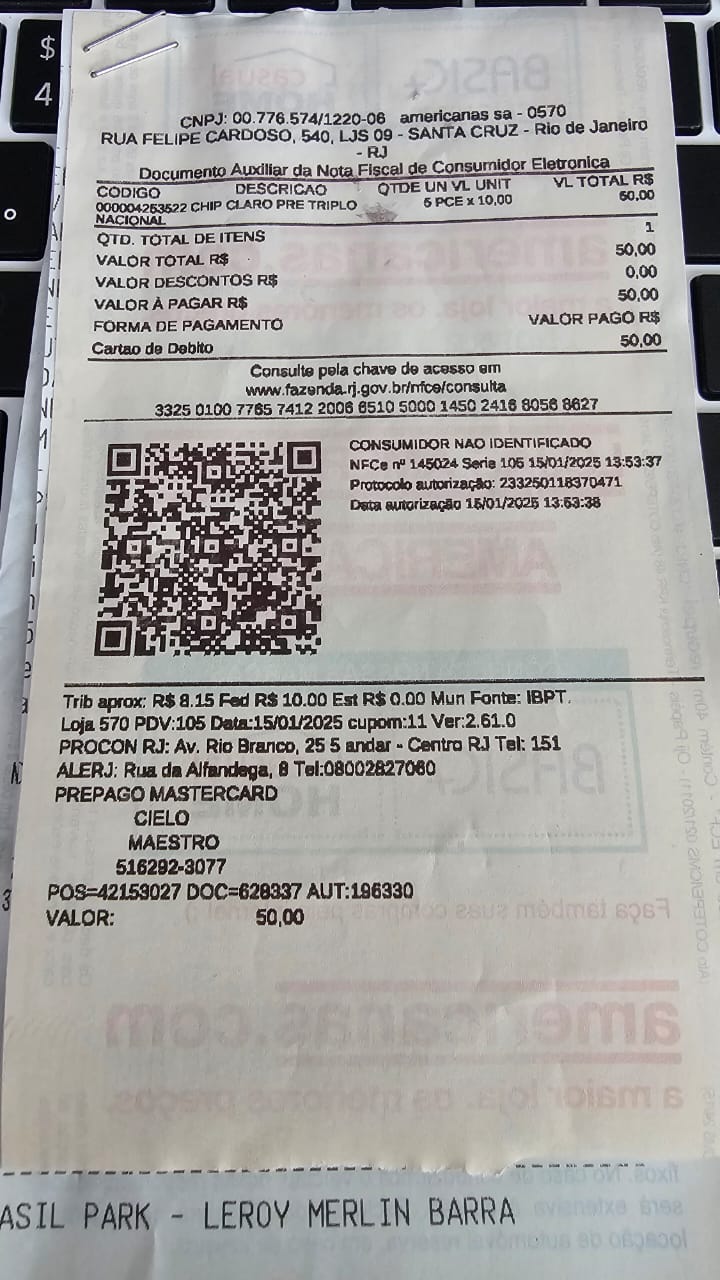 $
4
CNPJ: 00.776.574/1220-06 americanas sa - 0570
RUA FELIPE CARDOSO, 540, LJS 09 - SANTA CRUZ - Rio de Janeiro
- RJ
Documento Auxiliar da Nota Fiscal de Consumidor Eletronica
CODIGO DESCRICAO QTDE UN VL UNIT VL TOTAL R$
000004263522 CHIP CLARO PRE TRIPLO 5 PCE x 10,00 50,00
NACIONAL
QTD. TOTAL DE ITENS 1
VALOR TOTAL R$ 50,00
VALOR DESCONTOS R$ 0,00
VALOR À PAGAR R$ 50,00
FORMA DE PAGAMENTO VALOR PAGO R$
Cartao de Debito 50,00
Consulte pela chave de acesso em
www.fazenda.rj.gov.br/nfce/consulta
3325 0100 7765 7412 2006 6510 5000 1450 2416 8056 8627
CONSUMIDOR NAO IDENTIFICADO
NFCe nº 145024 Serie 105 15/01/2025 13:53:37
Protocolo autorização: 233250118370471
Data autorização 15/01/2025 13:53:38
Trib aprox: R$ 8.15 Fed R$ 10.00 Est R$ 0.00 Mun Fonte: IBPT.
Loja 570 PDV:105 Data:15/01/2025 cupom:11 Ver:2.61.0
PROCON RJ: Av. Rio Branco, 25 5 andar - Centro RJ Tel: 151
ALERJ: Rua da Alfandega, 8 Tel:08002827060
PREPAGO MASTERCARD
CIELO
MAESTRO
516292-3077
POS=42153027 DOC=628337 AUT:196330
VALOR: 50,00
americanas.com
a maior loja. os menores preços.
ASIL PARK - LEROY MERLIN BARRA